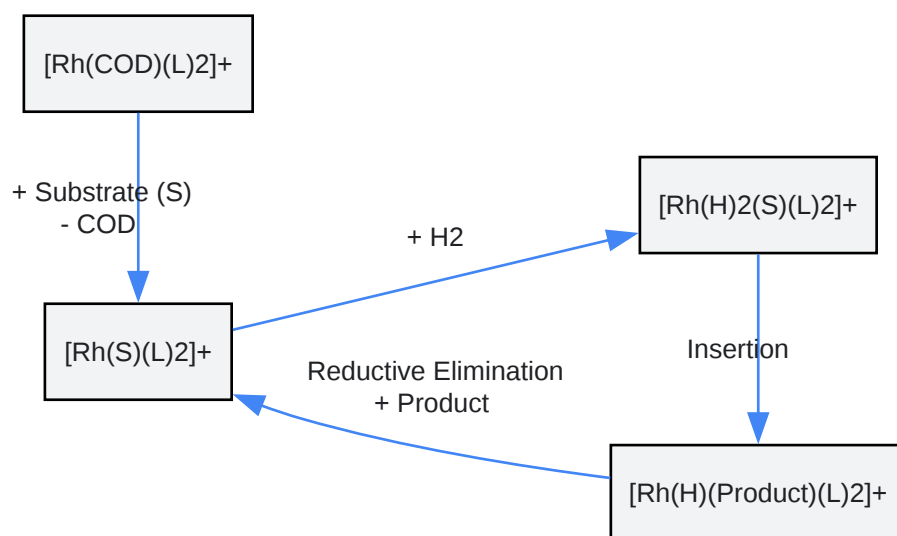 [Rh(COD)(L)2]+
+ Substrate (S)
- COD
[Rh(H)2(S)(L)2]+
+ H2
[Rh(S)(L)2]+
Insertion
Reductive Elimination
+ Product
[Rh(H)(Product)(L)2]+